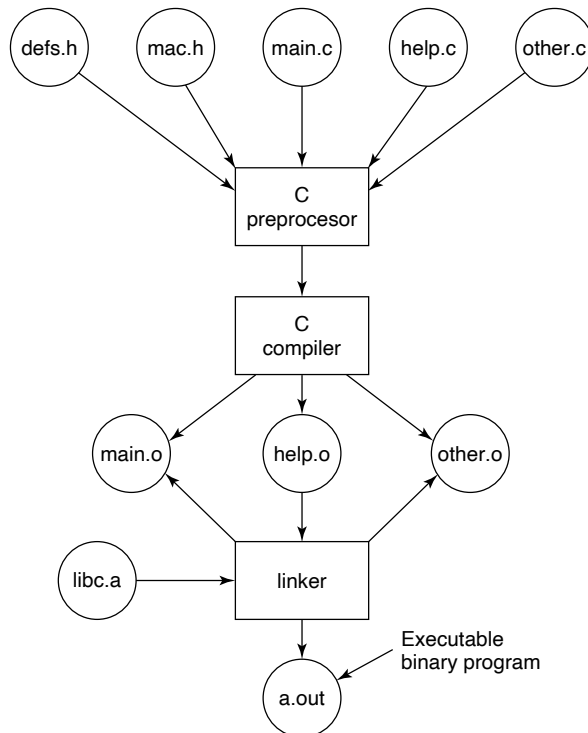 defs.h
mac.h
main.c
help.c
other.c
C
preprocesor
C
compiler
main.o
help.o
other.o
libc.a
linker
Executable
binary program
a.out